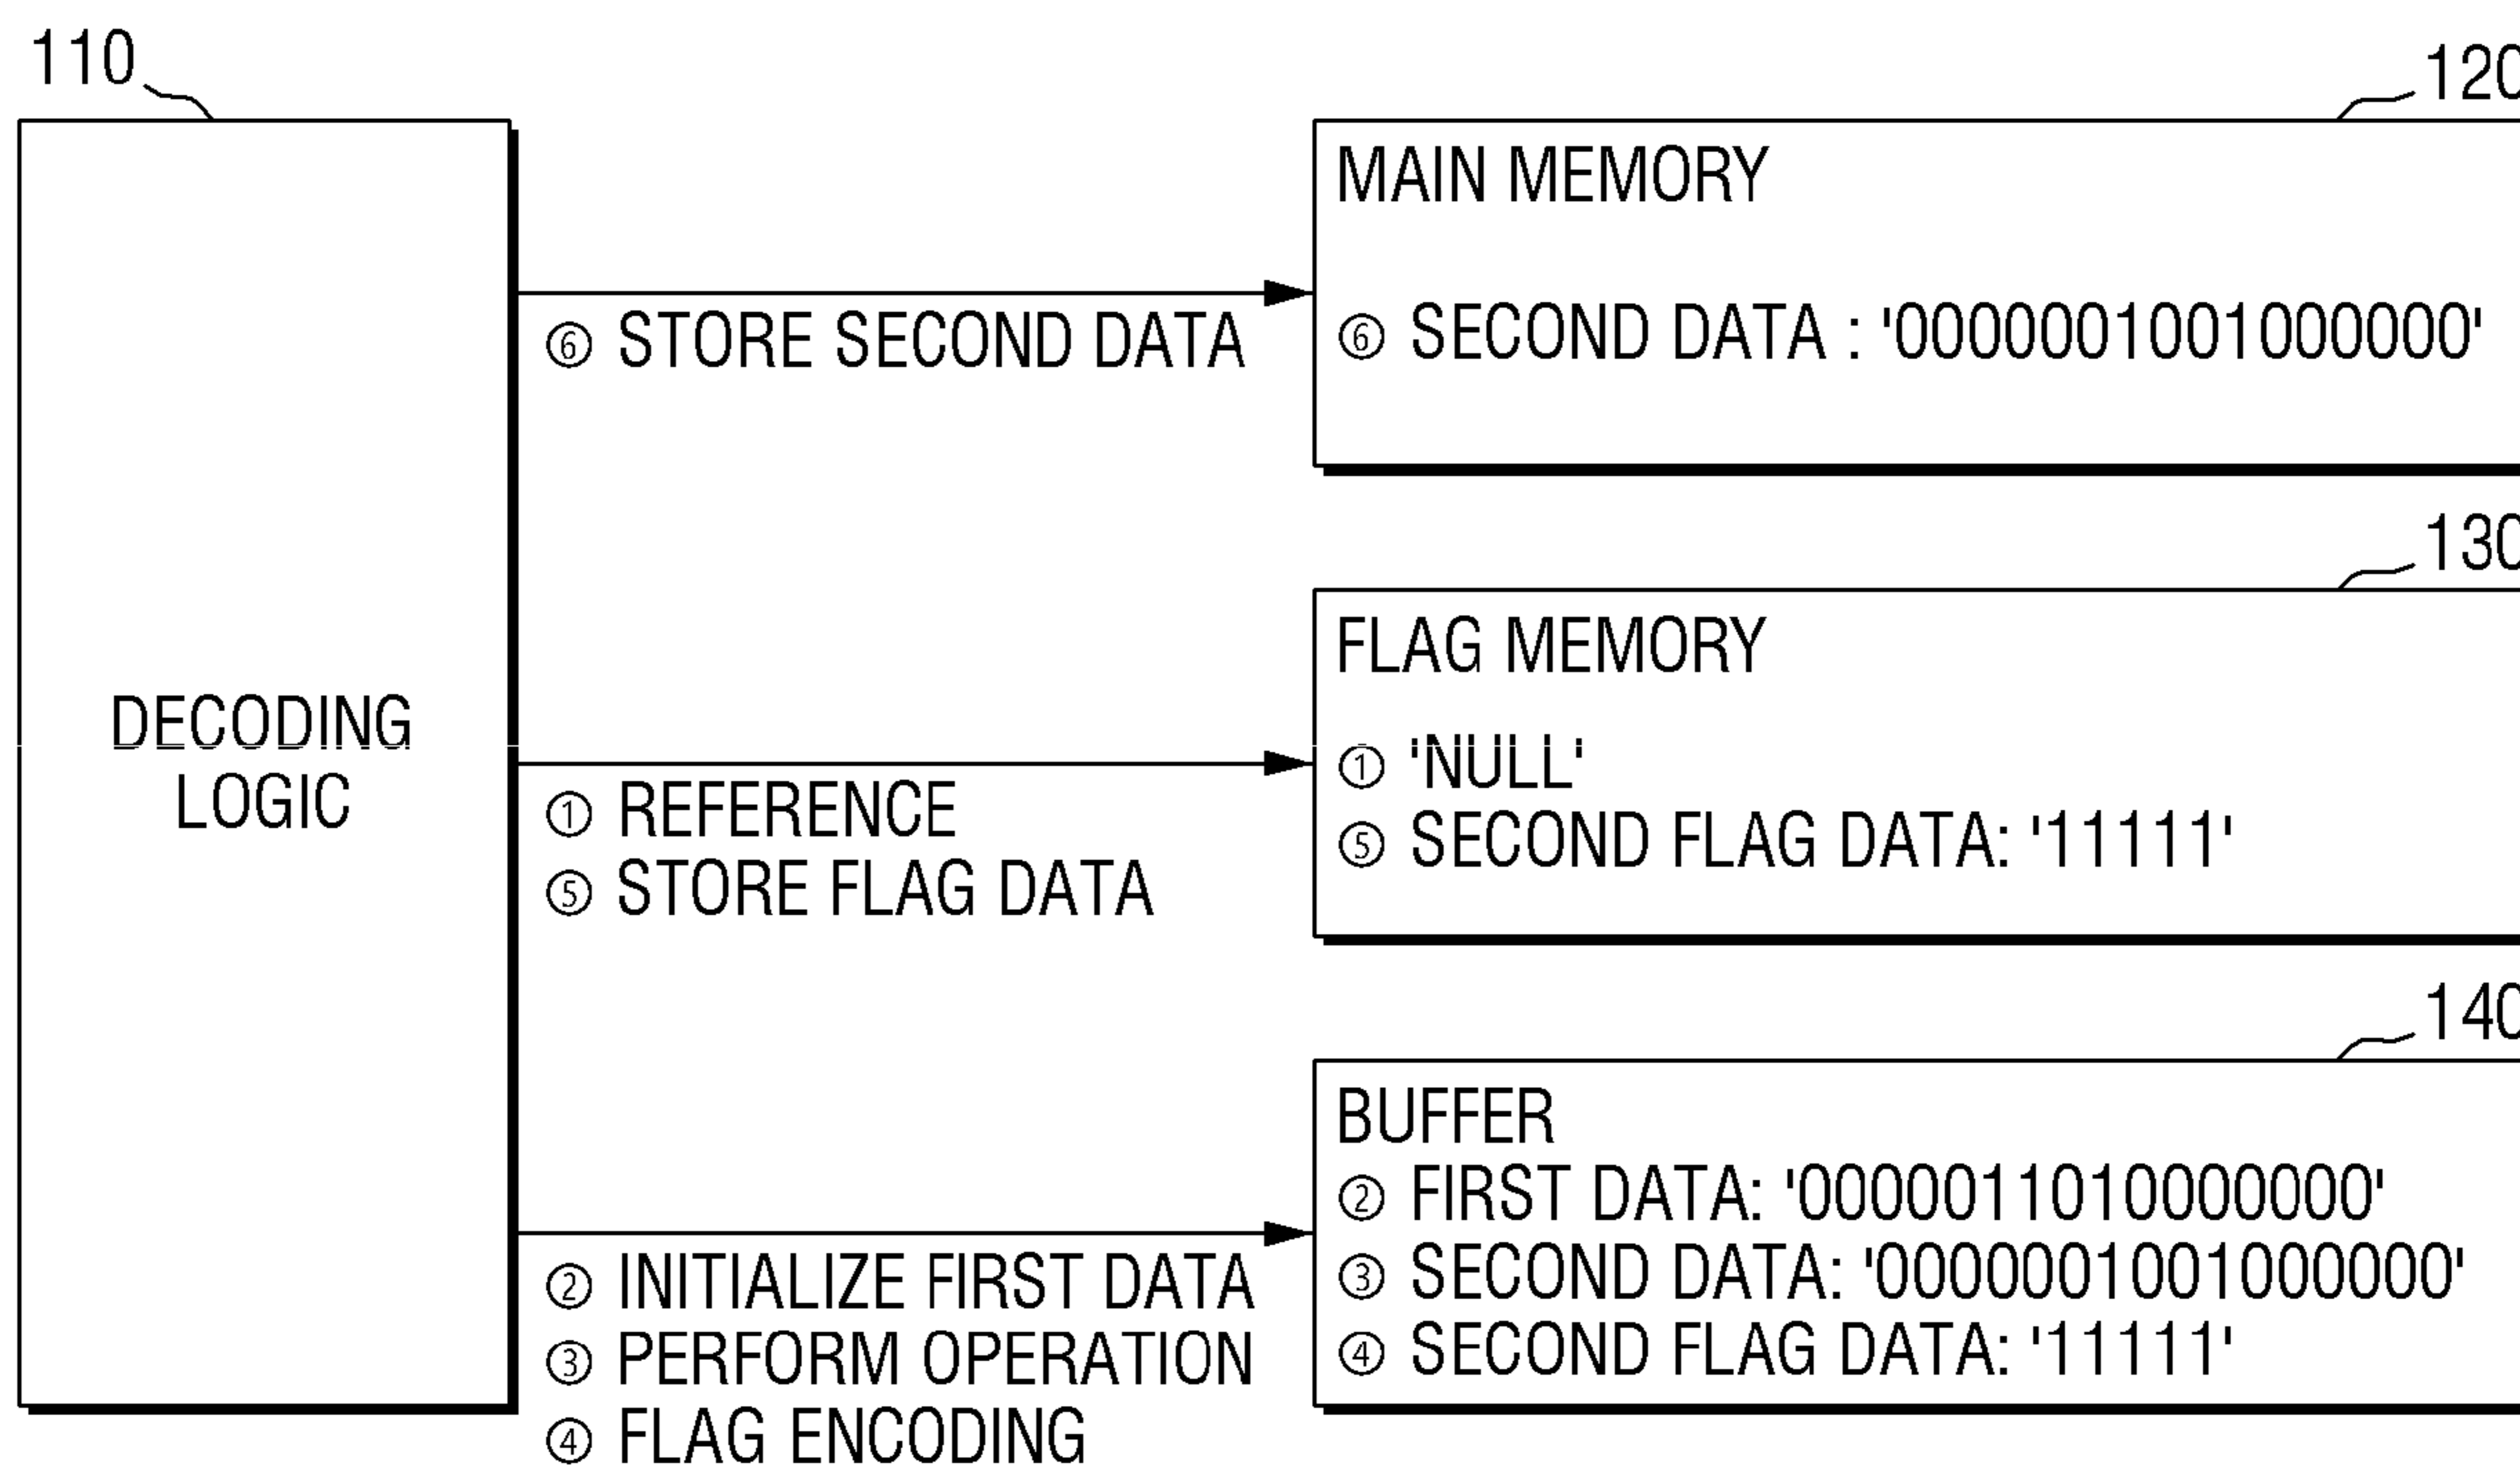 110
120
MAIN MEMORY
⑥ STORE SECOND DATA
⑥ SECOND DATA : '0000001001000000'
130
FLAG MEMORY
DECODING
LOGIC
① 'NULL'
① REFERENCE
⑤ SECOND FLAG DATA: '11111'
⑤ STORE FLAG DATA
140
BUFFER
② FIRST DATA: '0000011010000000'
② INITIALIZE FIRST DATA
③ SECOND DATA: '0000001001000000'
③ PERFORM OPERATION
④ SECOND FLAG DATA: '11111'
④ FLAG ENCODING